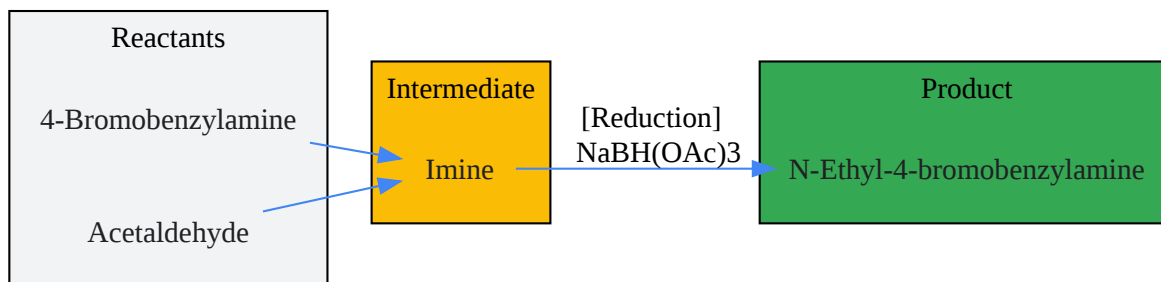 Reactants
4-Bromobenzylamine
Acetaldehyde
Intermediate
Imine
[Reduction]
NaBH(OAc)3
Product
N-Ethyl-4-bromobenzylamine